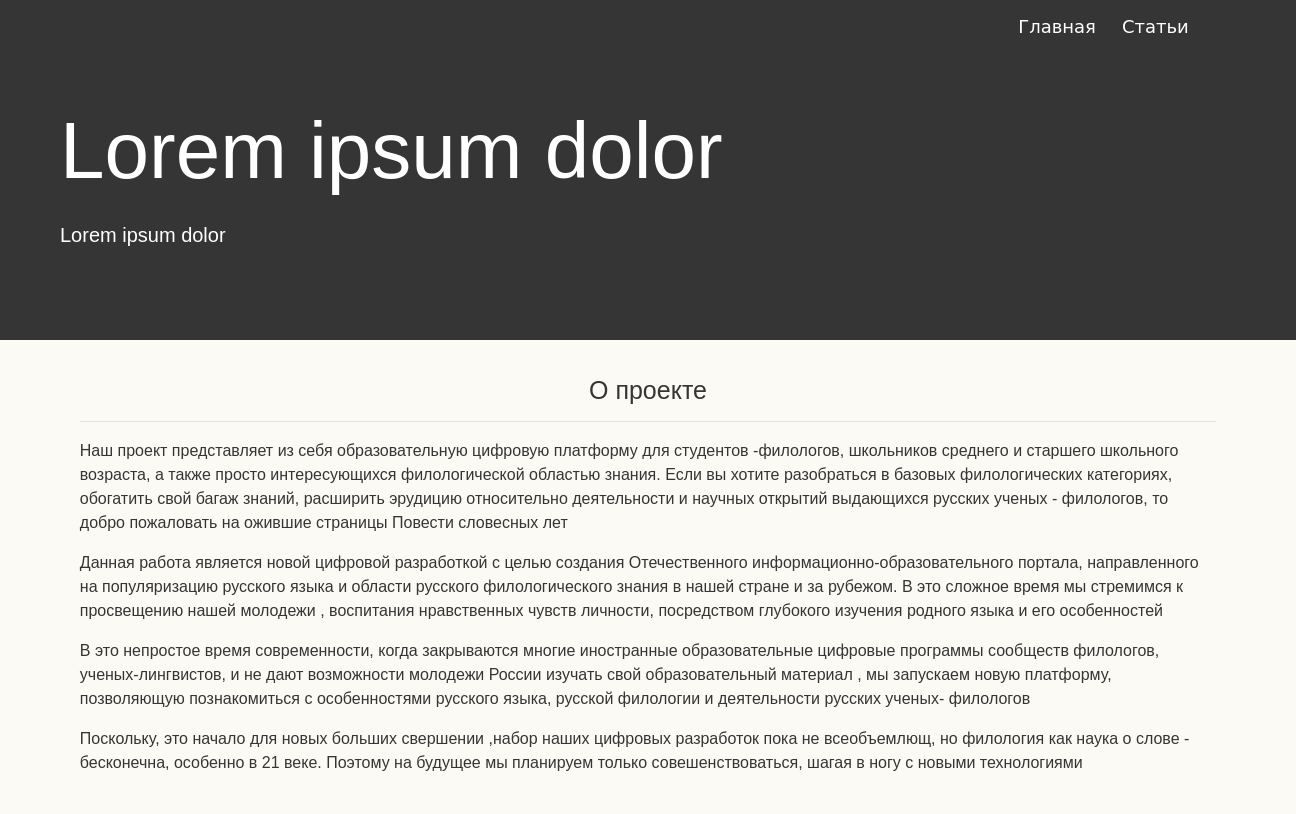 Главная Статьи
Lorem ipsum dolor
Lorem ipsum dolor
О проекте
Наш проект представляет из себя образовательную цифровую платформу для студентов -филологов, школьников среднего и старшего школьного
возраста, а также просто интересующихся филологической областью знания. Если вы хотите разобраться в базовых филологических категориях,
обогатить свой багаж знаний, расширить эрудицию относительно деятельности и научных открытий выдающихся русских ученых - филологов, то
добро пожаловать на ожившие страницы Повести словесных лет
Данная работа является новой цифровой разработкой с целью создания Отечественного информационно-образовательного портала, направленного
на популяризацию русского языка и области русского филологического знания в нашей стране и за рубежом. В это сложное время мы стремимся к
просвещению нашей молодежи , воспитания нравственных чувств личности, посредством глубокого изучения родного языка и его особенностей
В это непростое время современности, когда закрываются многие иностранные образовательные цифровые программы сообществ филологов,
ученых-лингвистов, и не дают возможности молодежи России изучать свой образовательный материал , мы запускаем новую платформу,
позволяющую познакомиться с особенностями русского языка, русской филологии и деятельности русских ученых- филологов
Поскольку, это начало для новых больших свершении ,набор наших цифровых разработок пока не всеобъемлющ, но филология как наука о слове -
бесконечна, особенно в 21 веке. Поэтому на будущее мы планируем только совешенствоваться, шагая в ногу с новыми технологиями